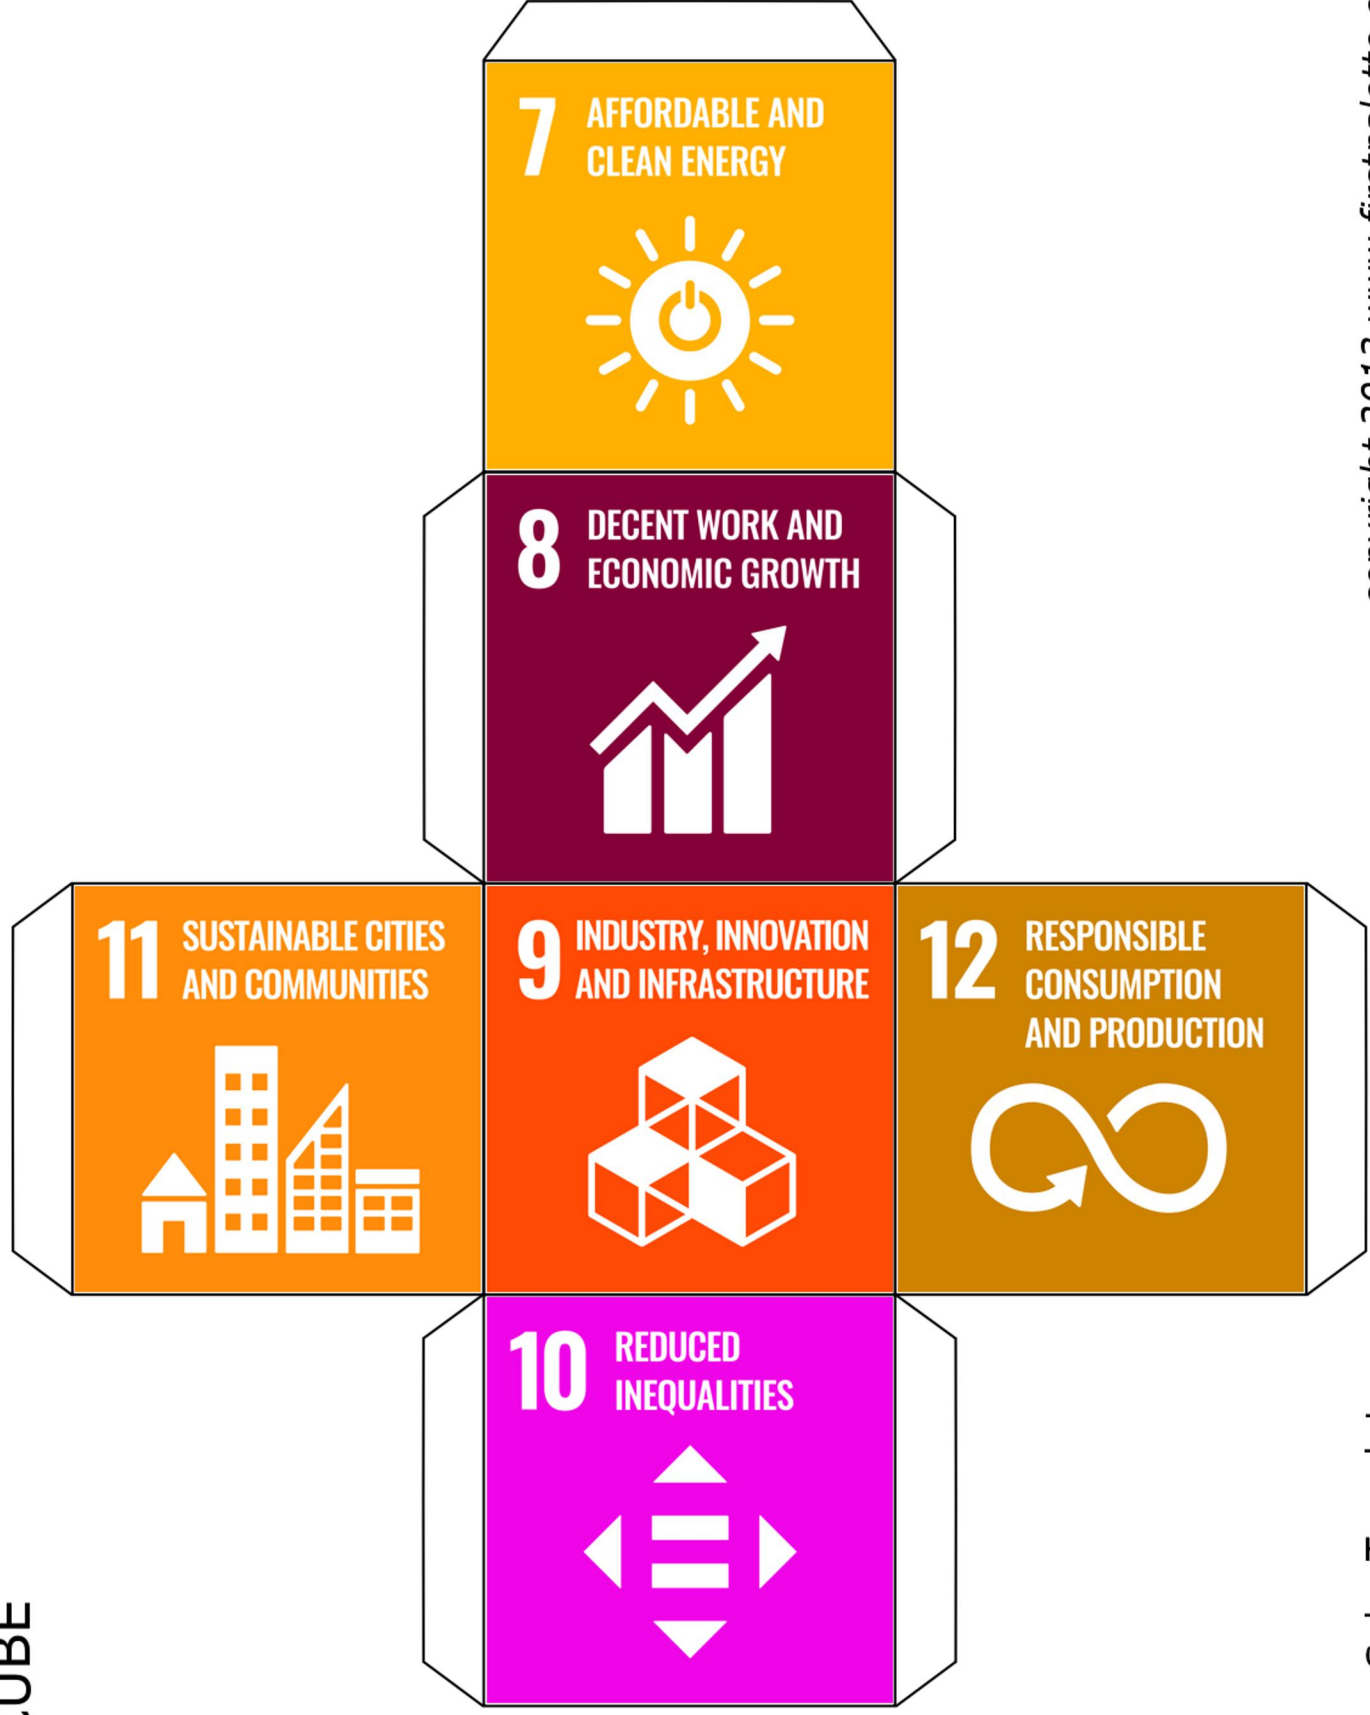 7 AFFORDABLE AND
CLEAN ENERGY
8 DECENT WORK AND
ECONOMIC GROWTH
11 SUSTAINABLE CITIES
AND COMMUNITIES
9 INDUSTRY, INNOVATION
AND INFRASTRUCTURE
12 RESPONSIBLE
CONSUMPTION
AND PRODUCTION
10 REDUCED
INEQUALITIES